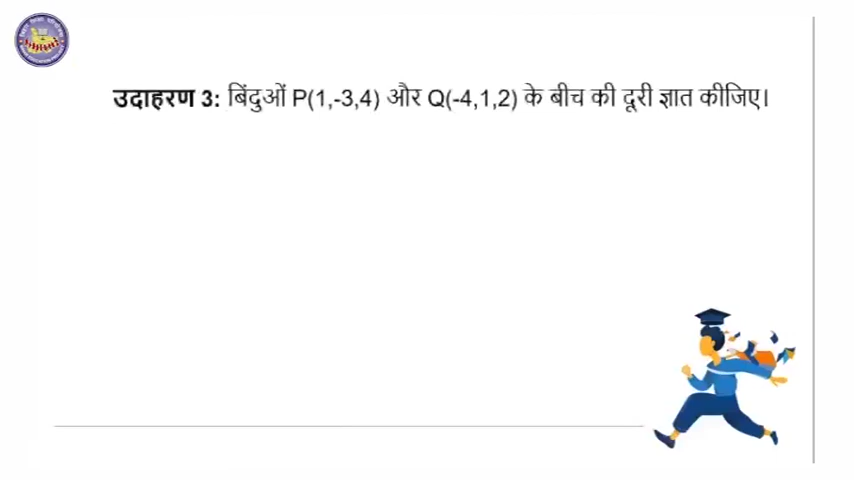 उदाहरण 3: बिंदुओं P(1,-3,4) और Q(-4,1,2) के बीच की दूरी ज्ञात कीजिए।